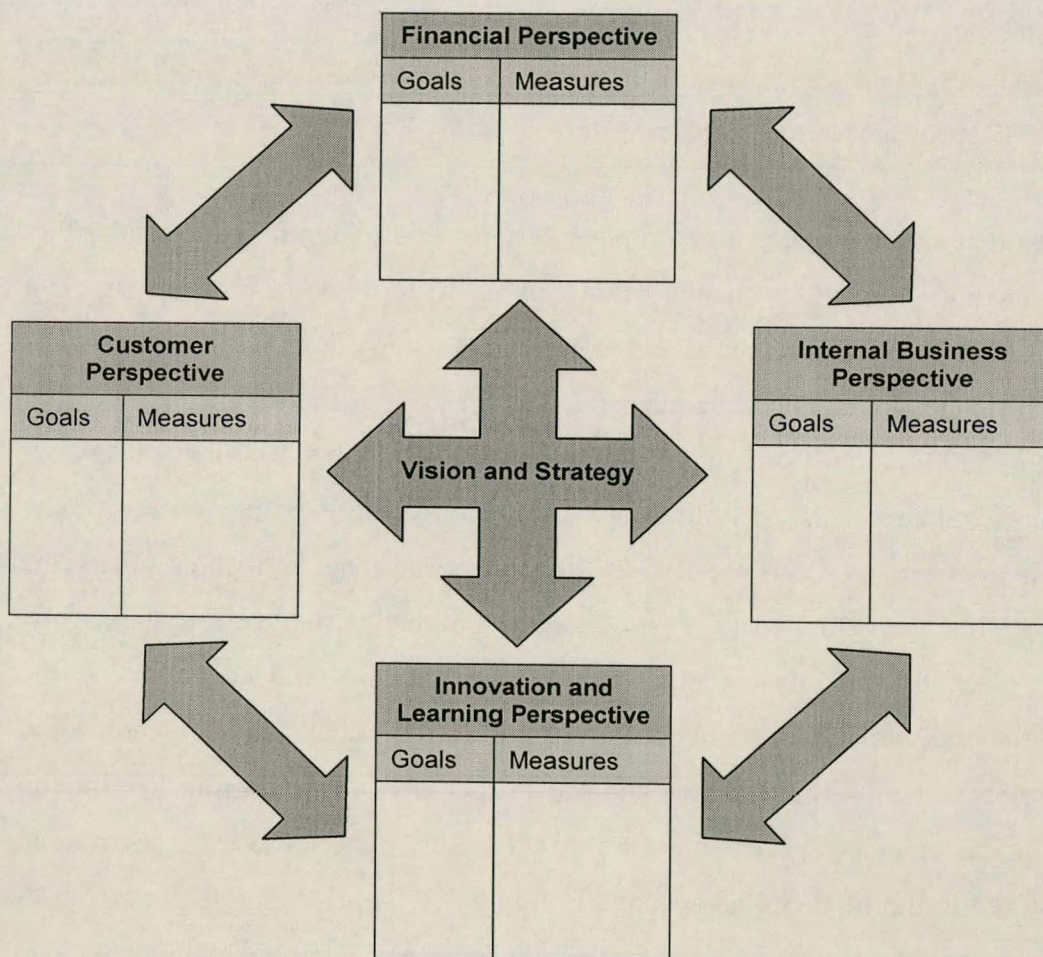 Financial Perspective
Goals Measures
Customer
Perspective
Goals Measures
Internal Business
Perspective
Goals Measures
Vision and Strategy
Innovation and
Learning Perspective
Goals Measures